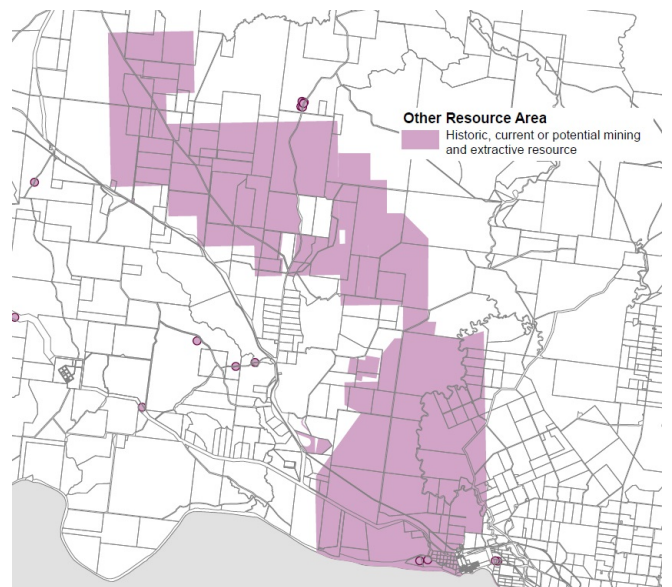 Other Resource Area
Historic, current or potential mining
and extractive resource